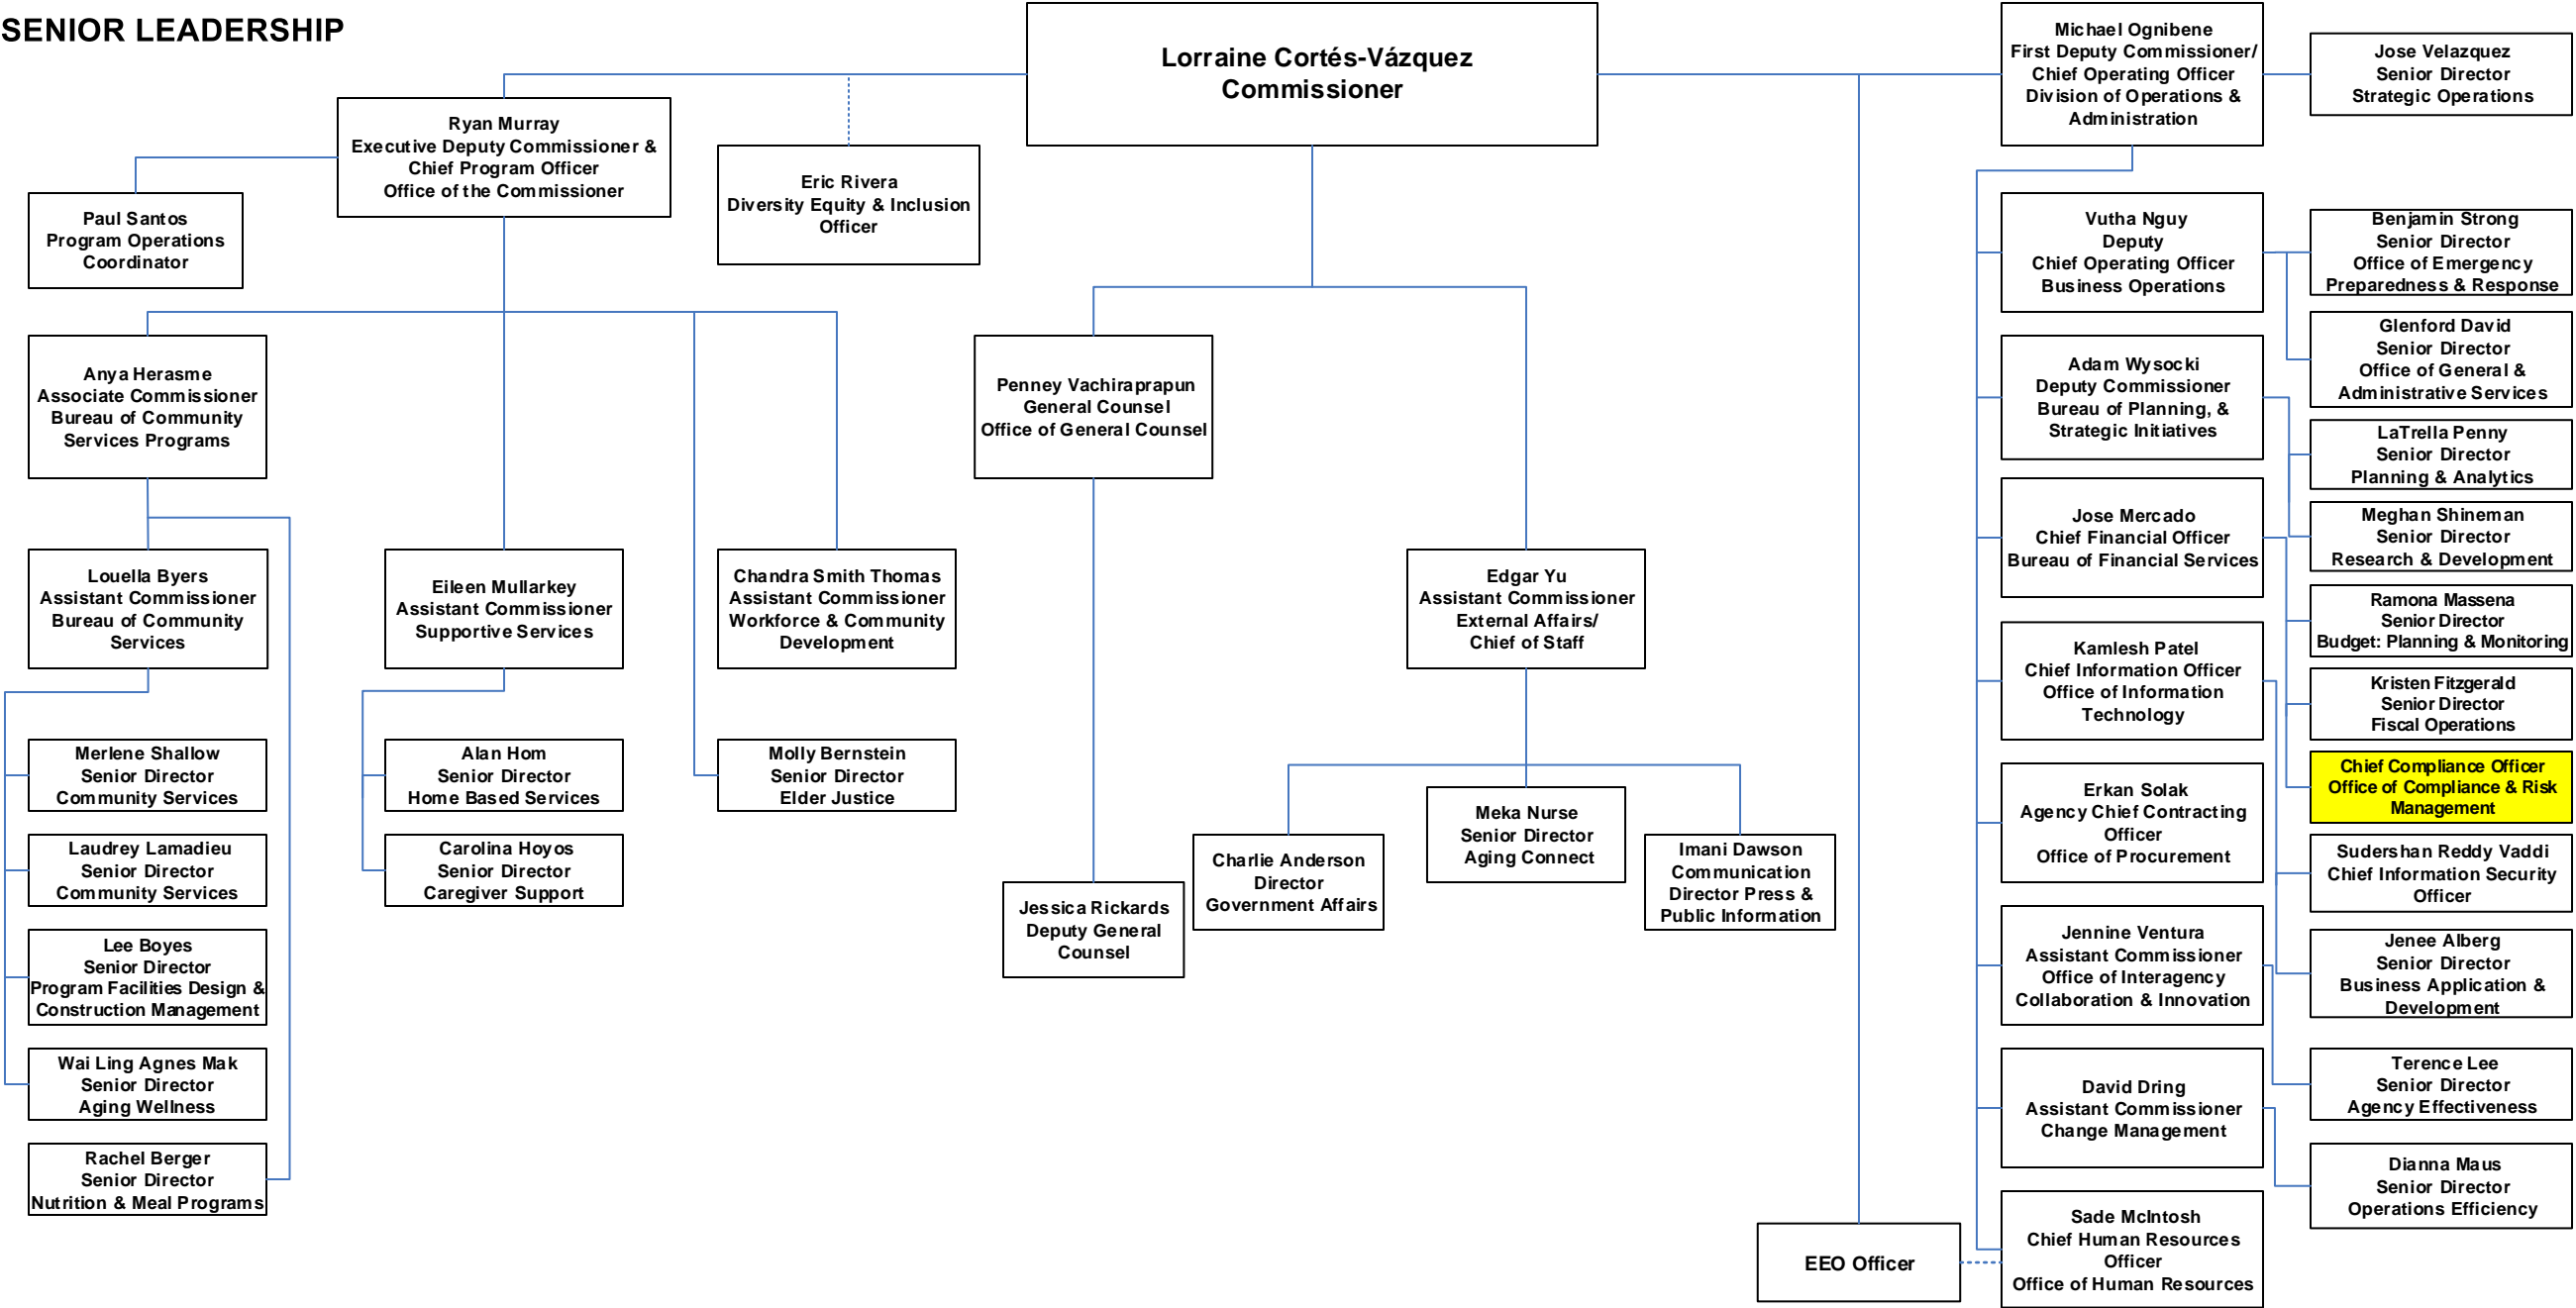 SENIOR LEADERSHIP
Lorraine Cortés-Vázquez
Commissioner
Michael Ognibene
First Deputy Commissioner/
Chief Operating Officer
Division of Operations &
Administration
Jose Velazquez
Senior Director
Strategic Operations
Ryan Murray
Executive Deputy Commissioner &
Chief Program Officer
Office of the Commissioner
Eric Rivera
Diversity Equity & Inclusion
Officer
Paul Santos
Program Operations
Coordinator
Anya Herasme
Associate Commissioner
Bureau of Community
Services Programs
Louella Byers
Assistant Commissioner
Bureau of Community
Services
Eileen Mullarkey
Assistant Commissioner
Supportive Services
Chandra Smith Thomas
Assistant Commissioner
Workforce & Community
Development
Merlene Shallow
Senior Director
Community Services
Laudrey Lamadieu
Senior Director
Community Services
Lee Boyes
Senior Director
Program Facilities Design &
Construction Management
Wai Ling Agnes Mak
Senior Director
Aging Wellness
Rachel Berger
Senior Director
Nutrition & Meal Programs
Alan Hom
Senior Director
Home Based Services
Carolina Hoyos
Senior Director
Caregiver Support
Molly Bernstein
Senior Director
Elder Justice
Penney Vachiraprapun
General Counsel
Office of General Counsel
Jessica Rickards
Deputy General
Counsel
Edgar Yu
Assistant Commissioner
External Affairs/
Chief of Staff
Charlie Anderson
Director
Government Affairs
Meka Nurse
Senior Director
Aging Connect
Imani Dawson
Communication
Director Press &
Public Information
EEO Officer
Vutha Nguy
Deputy
Chief Operating Officer
Business Operations
Benjamin Strong
Senior Director
Office of Emergency
Preparedness & Response
Glenford David
Senior Director
Office of General &
Administrative Services
Adam Wysocki
Deputy Commissioner
Bureau of Planning, &
Strategic Initiatives
LaTrella Penny
Senior Director
Planning & Analytics
Meghan Shineman
Senior Director
Research & Development
Jose Mercado
Chief Financial Officer
Bureau of Financial Services
Ramona Massena
Senior Director
Budget: Planning & Monitoring
Kristen Fitzgerald
Senior Director
Fiscal Operations
Chief Compliance Officer
Office of Compliance & Risk
Management
Kamlesh Patel
Chief Information Officer
Office of Information
Technology
Sudershan Reddy Vaddi
Chief Information Security
Officer
Jenee Alberg
Senior Director
Business Application &
Development
Erkan Solak
Agency Chief Contracting
Officer
Office of Procurement
Jennine Ventura
Assistant Commissioner
Office of Interagency
Collaboration & Innovation
Terence Lee
Senior Director
Agency Effectiveness
David Dring
Assistant Commissioner
Change Management
Dianna Maus
Senior Director
Operations Efficiency
Sade McIntosh
Chief Human Resources
Officer
Office of Human Resources